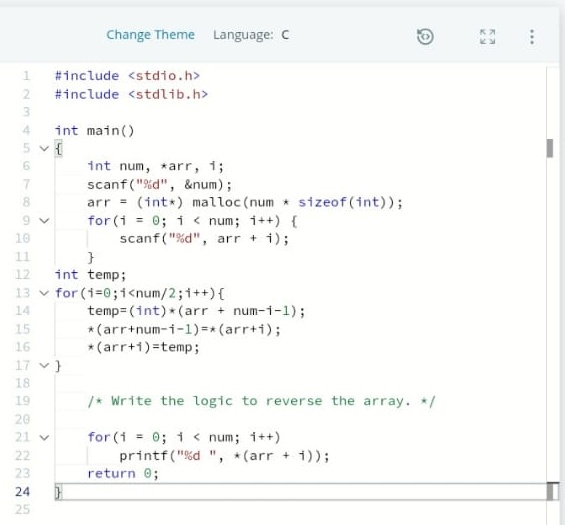 Change Theme Language: C
1 #include <stdio.h>
2 #include <stdlib.h>
3
4 int main()
5 {
6 int num, *arr, i;
7 scanf("%d", &num);
8 arr = (int*) malloc(num * sizeof(int));
9 for(i = 0; i < num; i++) {
10 scanf("%d", arr + i);
11 }
12 int temp;
13 for(i=0;i<num/2;i++){
14 temp=(int)*(arr + num-i-1);
15 *(arr+num-i-1)=*(arr+i);
16 *(arr+i)=temp;
17 }
18
19 /* Write the logic to reverse the array. */
20
21 for(i = 0; i < num; i++)
22 printf("%d ", *(arr + i));
23 return 0;
24 }
25